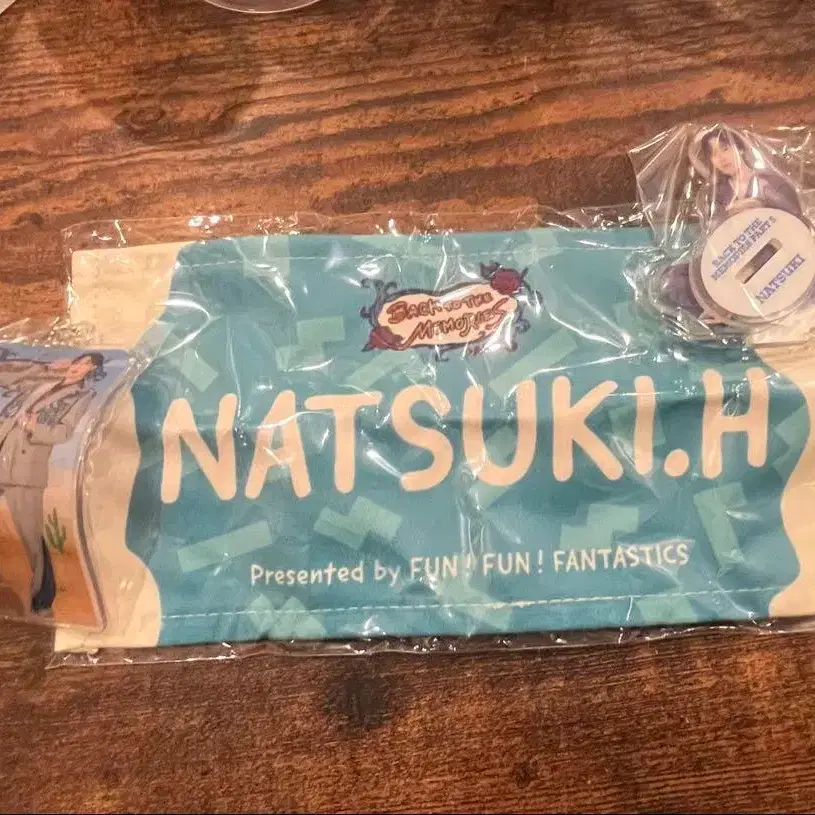 BACK TO THE
MEMORIES
NATSUKI.H
Presented by FUN! FUN! FANTASTICS
BACK TO THE
MEMORIES PART 5
NATSUKI